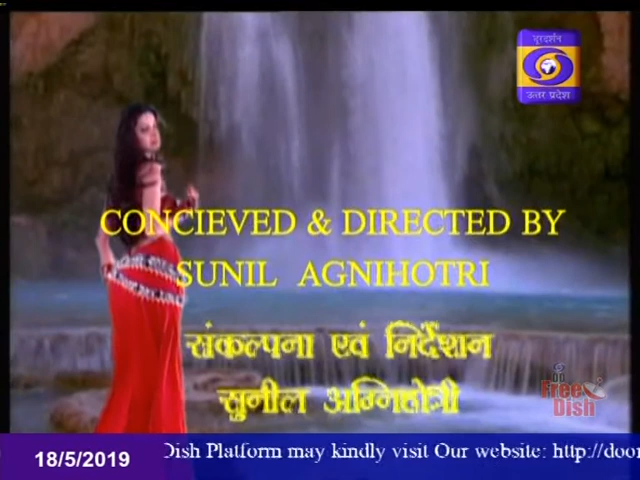 दूरदर्शन
उत्तर प्रदेश
CONCIEVED & DIRECTED BY
SUNIL AGNIHOTRI
संकल्पना एवं निर्देशन
सुनील अग्निहोत्री
DD
Free
Dish
18/5/2019
Dish Platform may kindly visit Our website: http://door